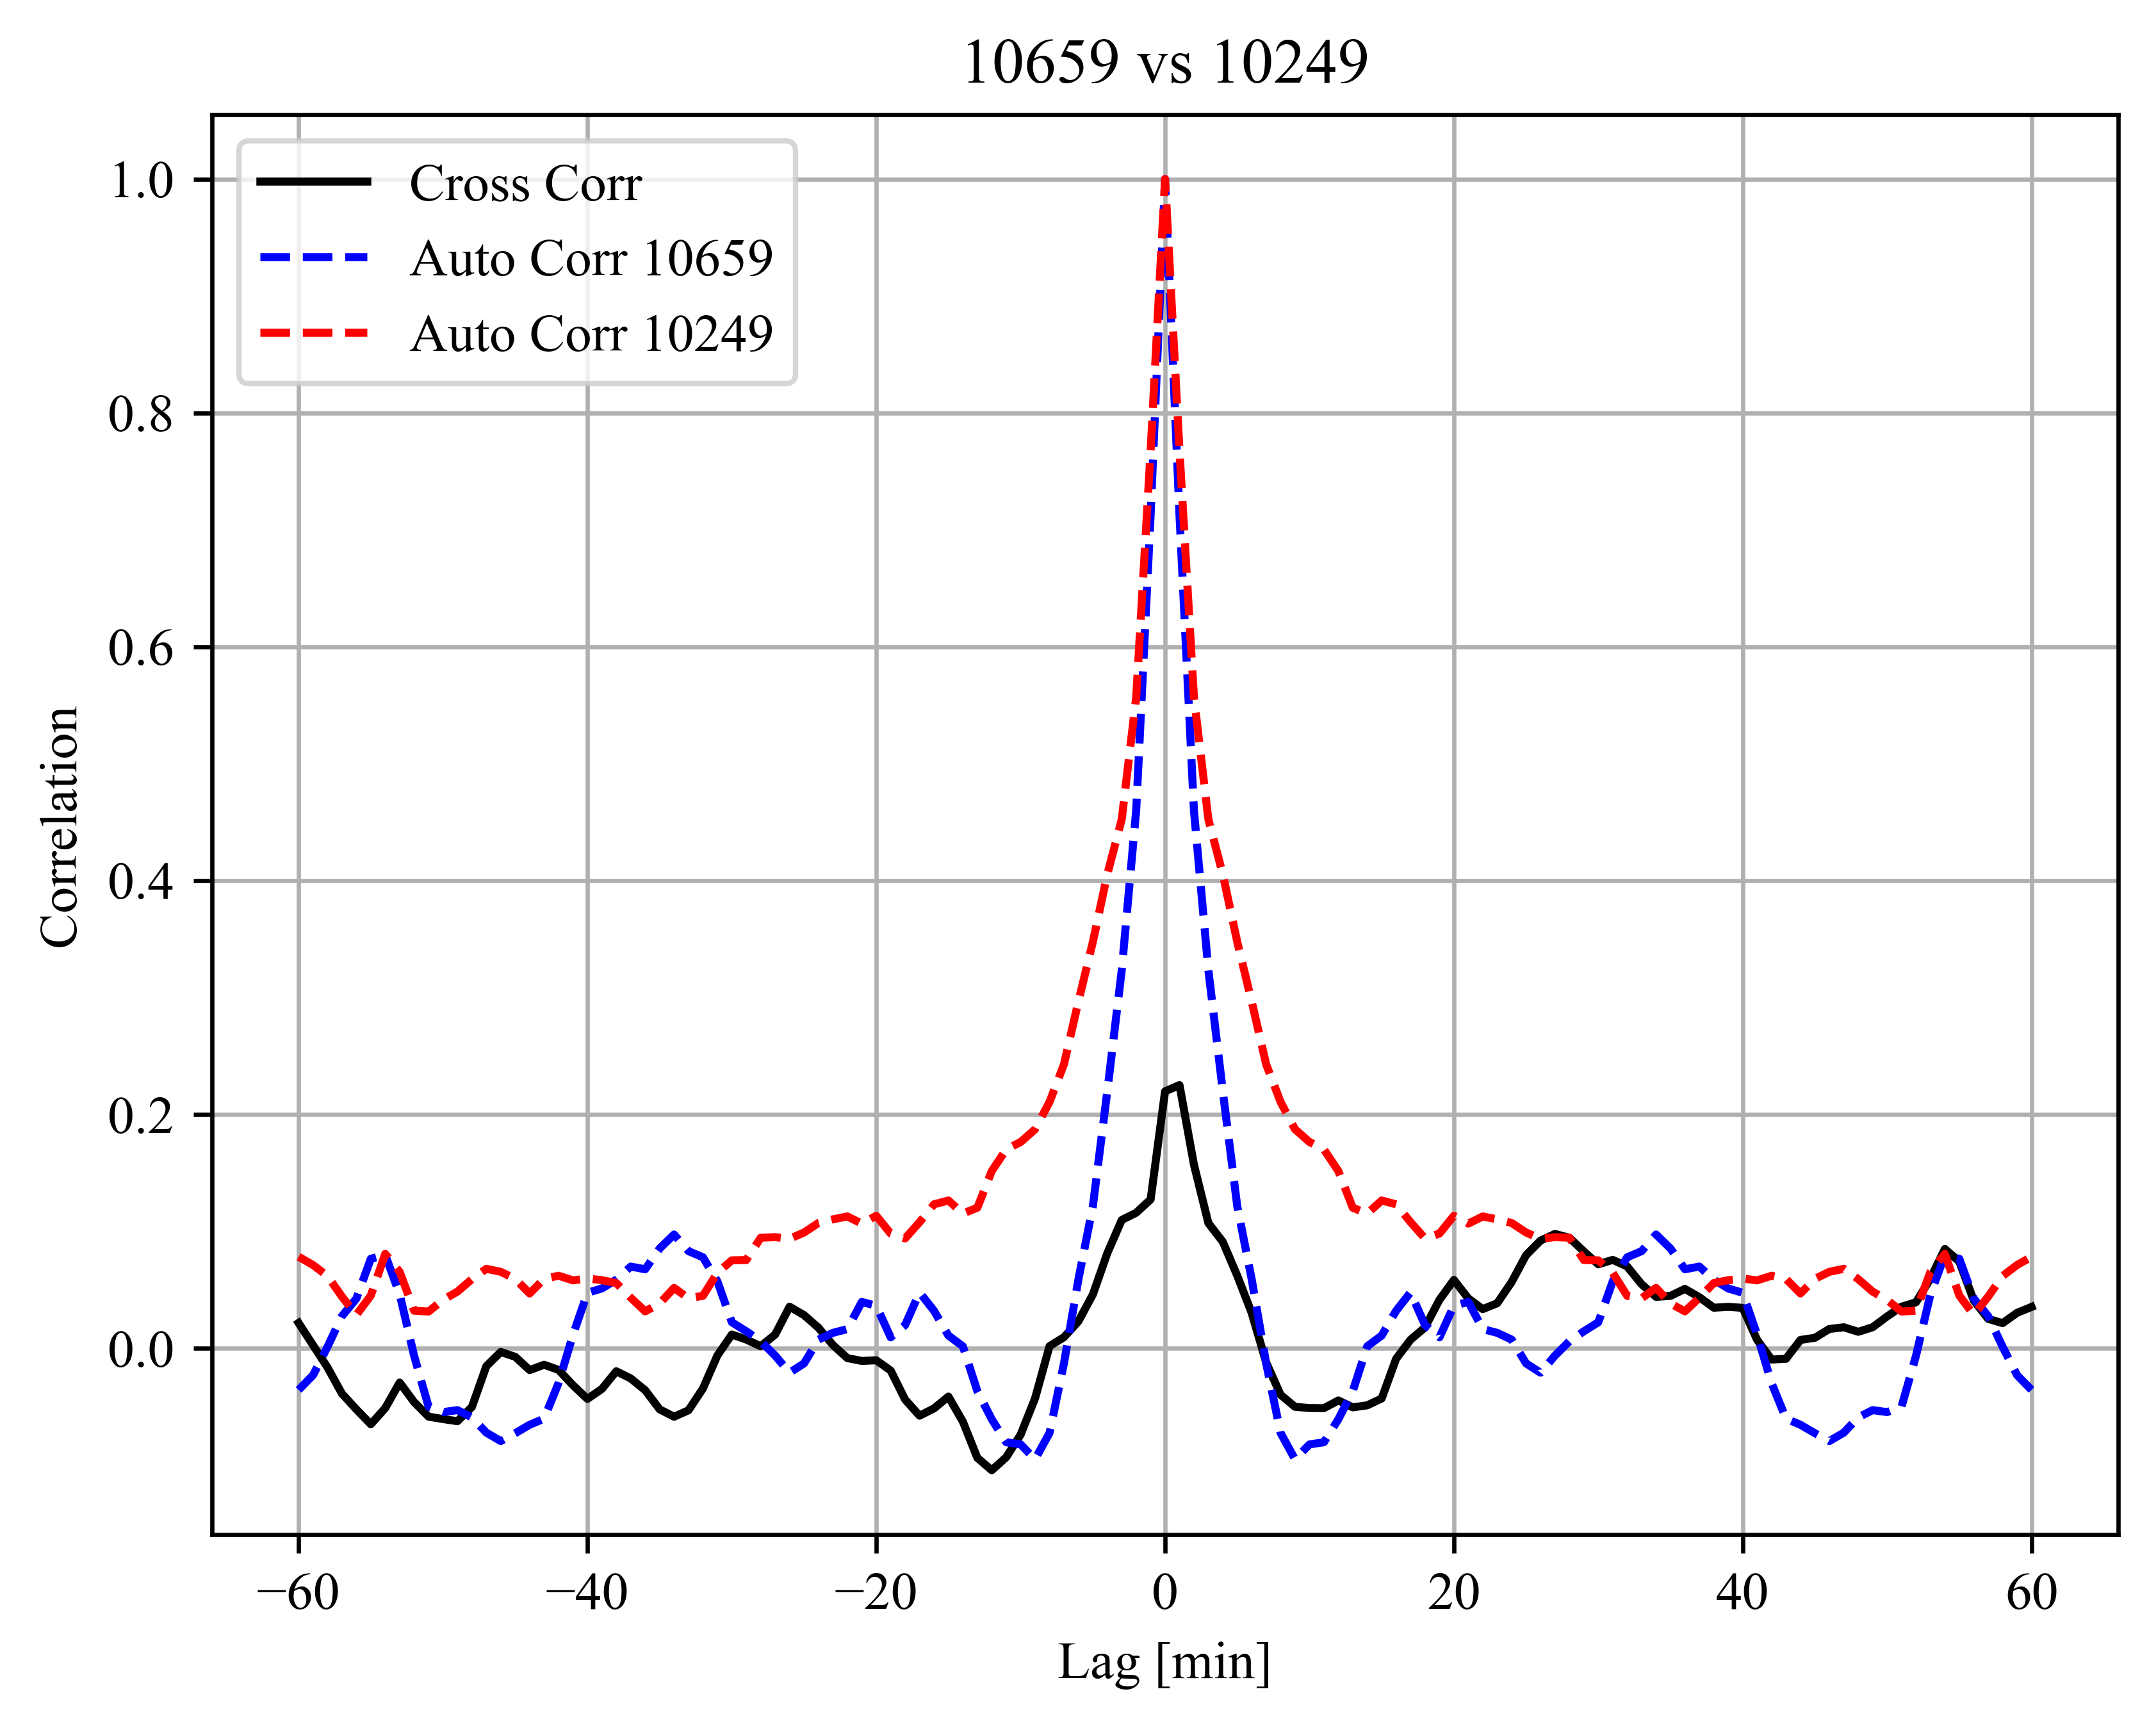 10659 vs 10249
Cross Corr
Auto Corr 10659
Auto Corr 10249
1.0
0.8
0.6
0.4
0.2
0.0
Correlation
−60 −40 −20 0 20 40 60
Lag [min]